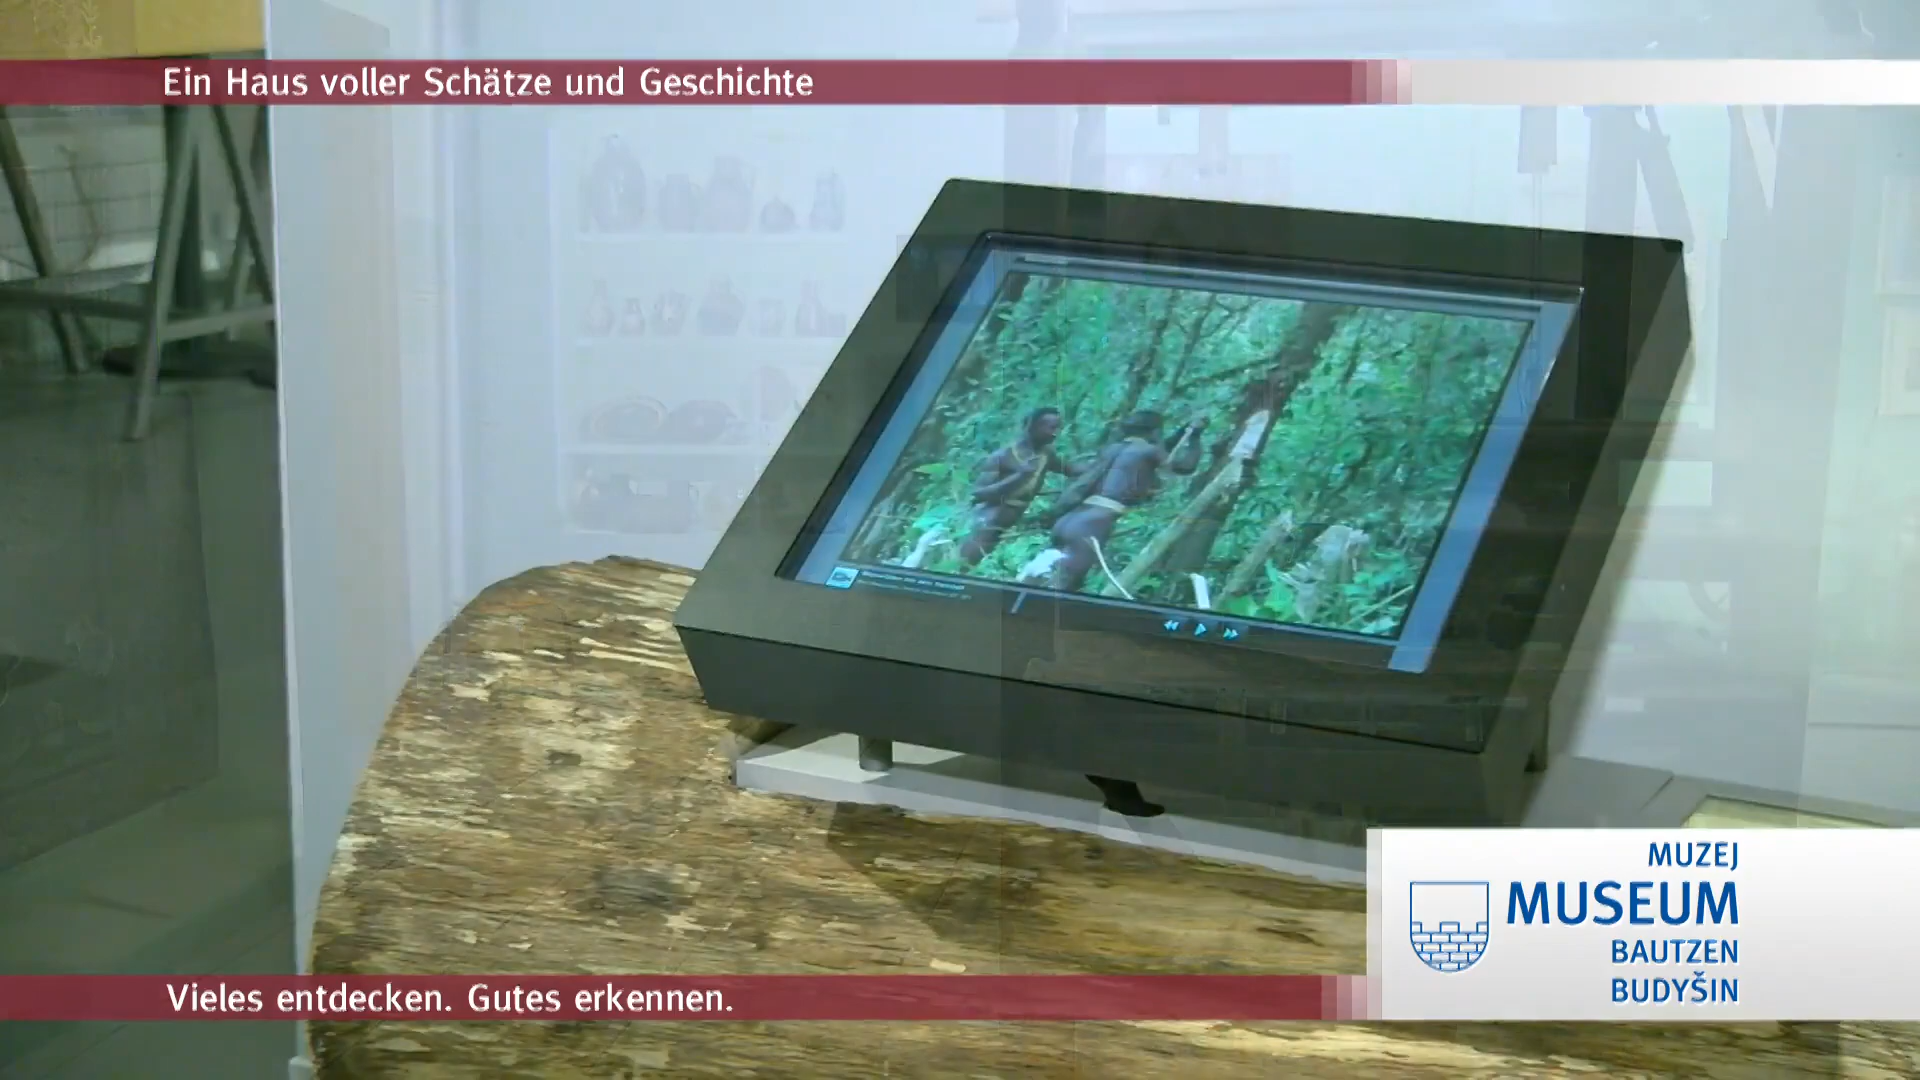 Ein Haus voller Schätze und Geschichte
MUZEJ
MUSEUM
BAUTZEN
BUDYŠIN
Vieles entdecken. Gutes erkennen.